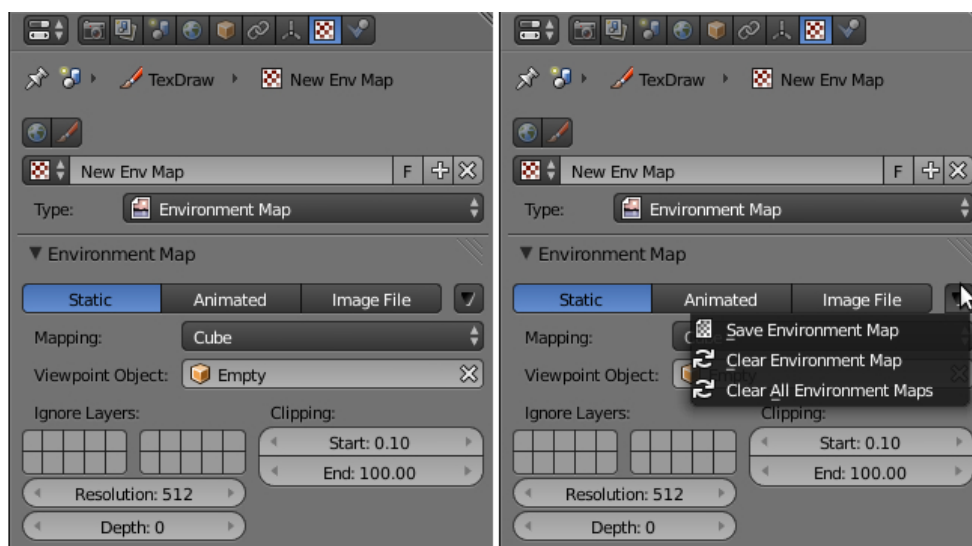 TexDraw New Env Map
New Env Map F
Type: Environment Map
Environment Map
Static Animated Image File
Mapping: Cube
Viewpoint Object: Empty
Ignore Layers: Clipping:
Start: 0.10
End: 100.00
Resolution: 512
Depth: 0
TexDraw New Env Map
New Env Map F
Type: Environment Map
Environment Map
Static Animated Image File
Mapping:
Save Environment Map
Clear Environment Map
Viewpoint Object:
Clear All Environment Maps
Ignore Layers: Clipping:
Start: 0.10
End: 100.00
Resolution: 512
Depth: 0